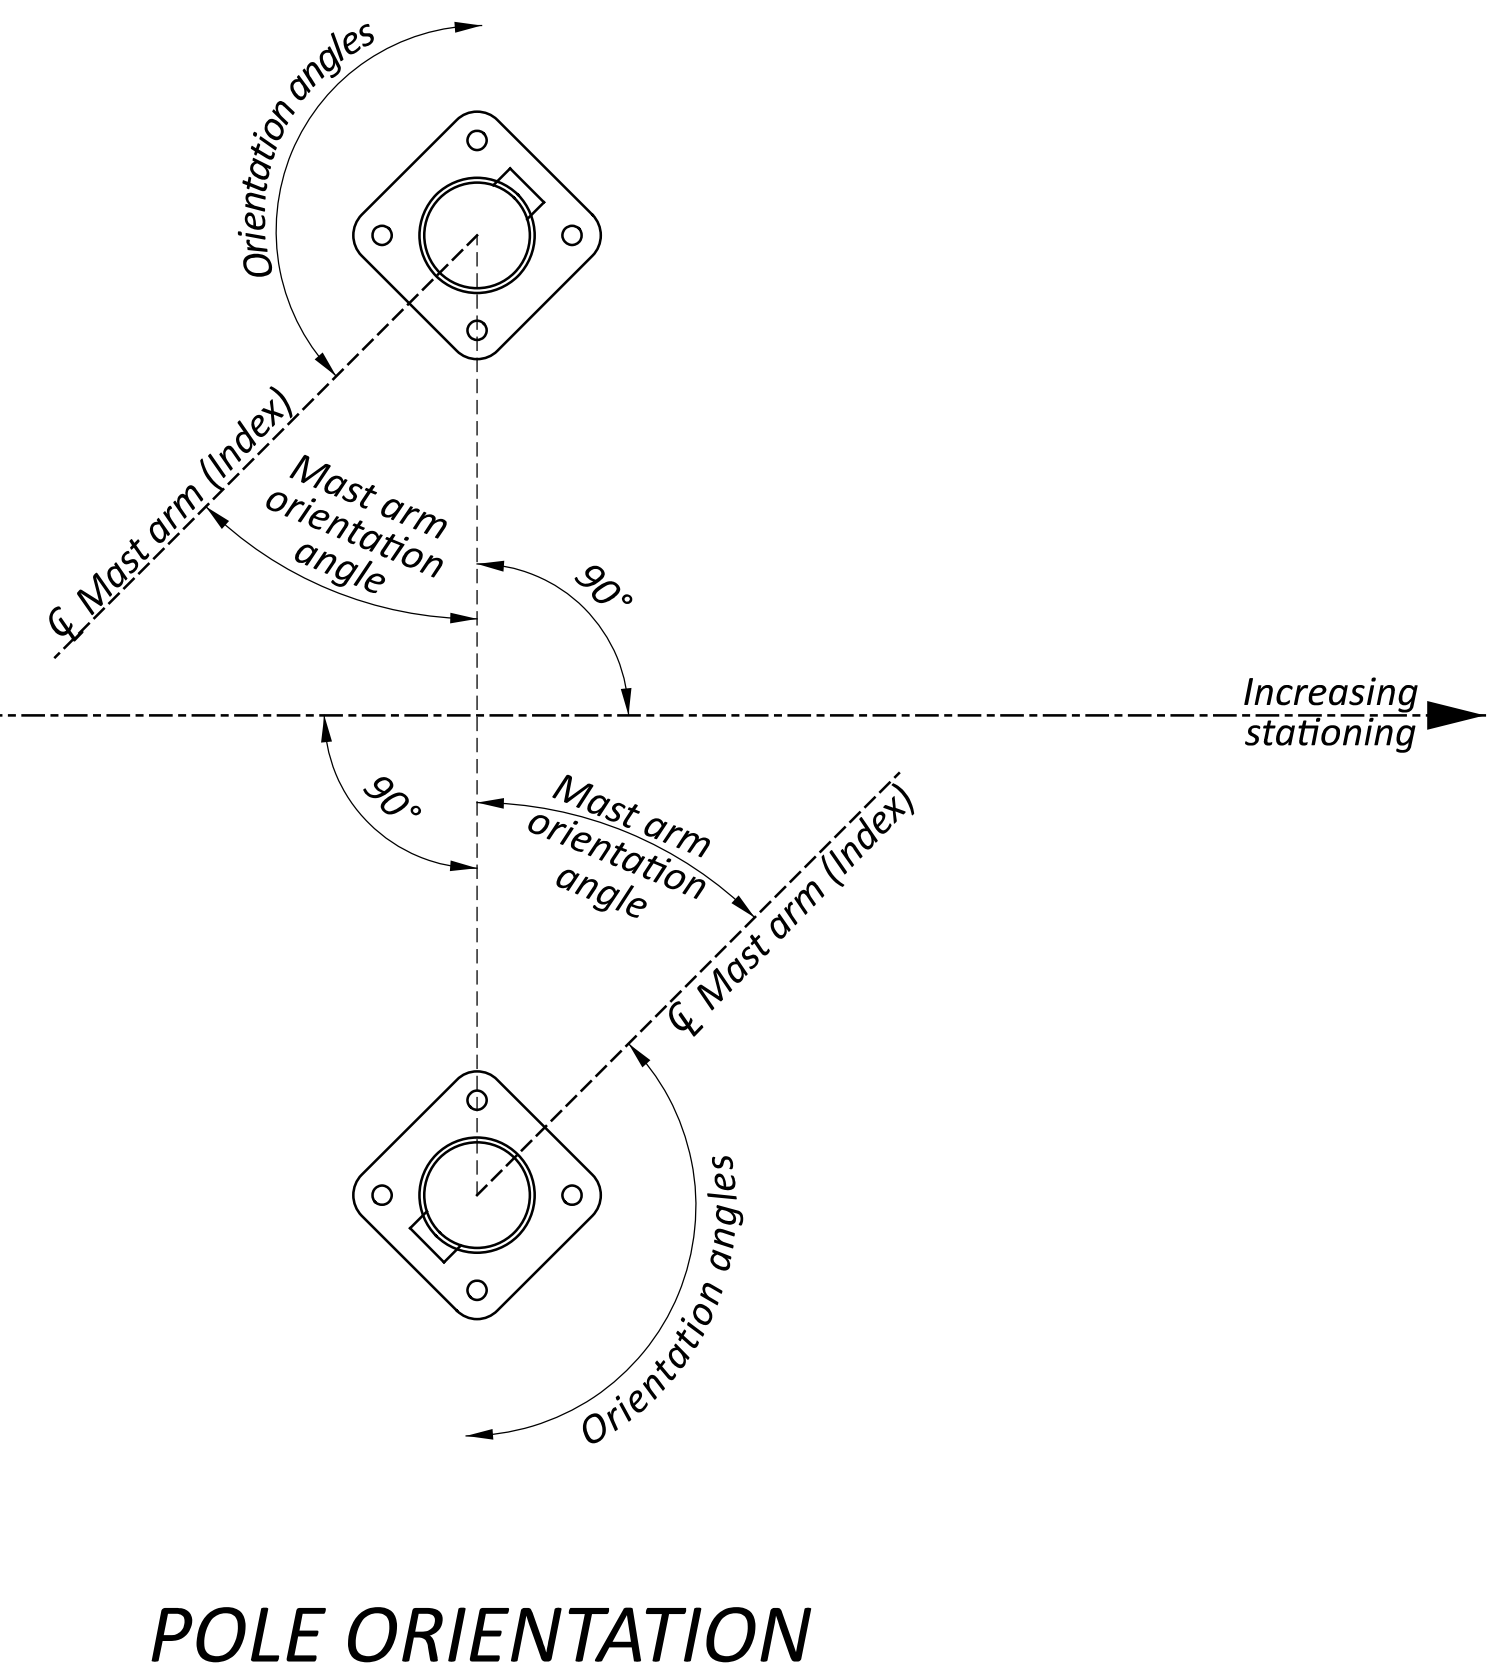 Orientation angles
℄ Mast arm (Index)
Mast arm
orientation
angle
90°
Increasing
stationing
90°
Mast arm
orientation
angle
℄ Mast arm (Index)
Orientation angles
POLE ORIENTATION